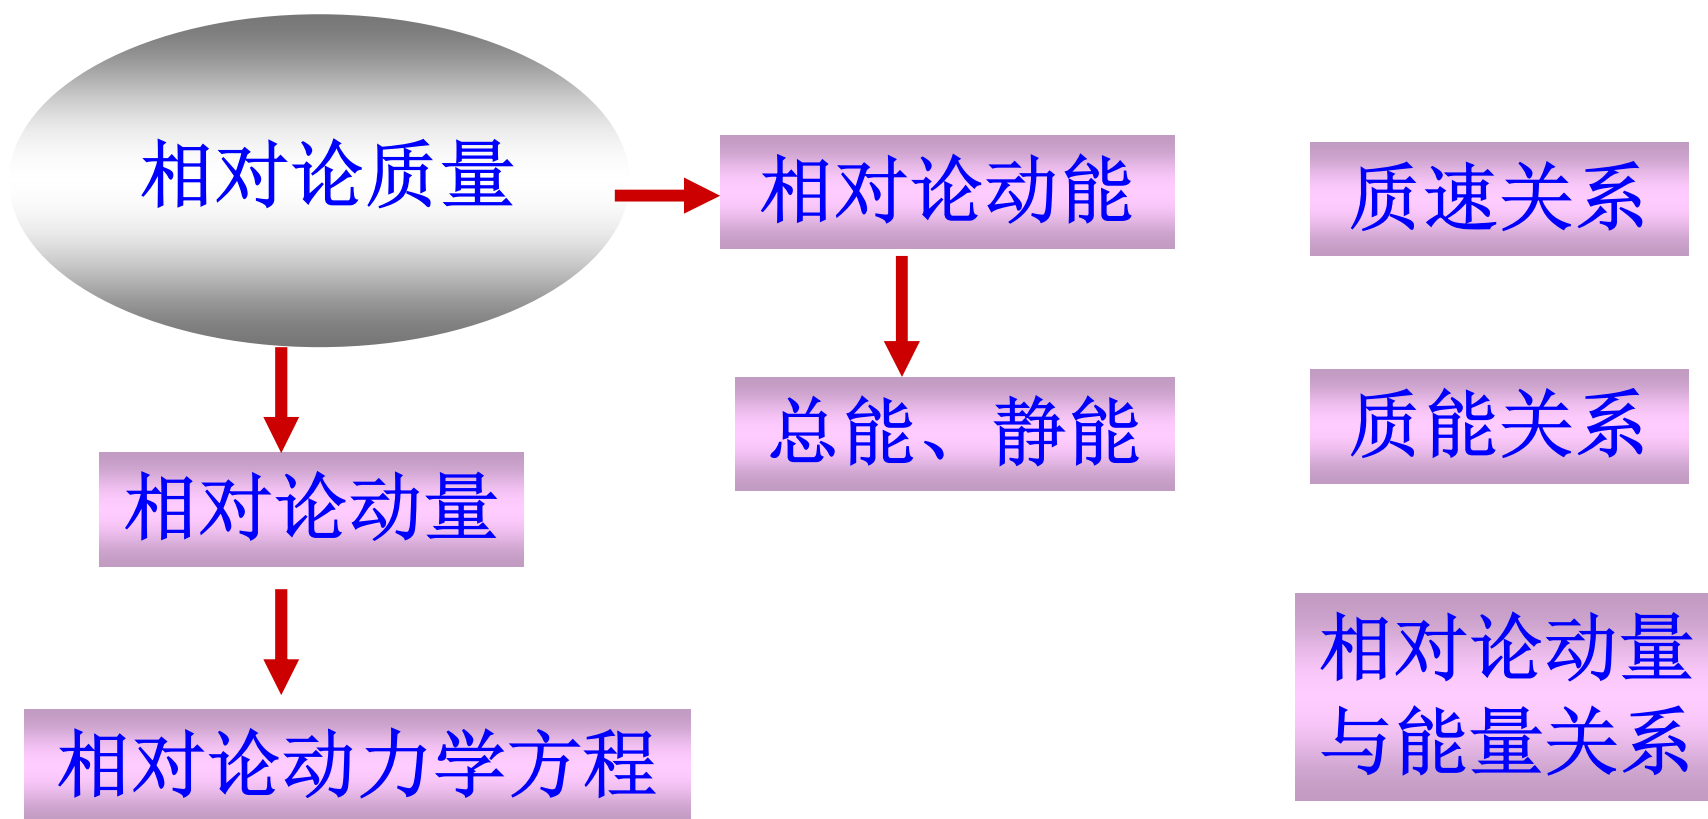 相对论质量
相对论动能
质速关系
总能、静能
质能关系
相对论动量
相对论动量
与能量关系
相对论动力学方程